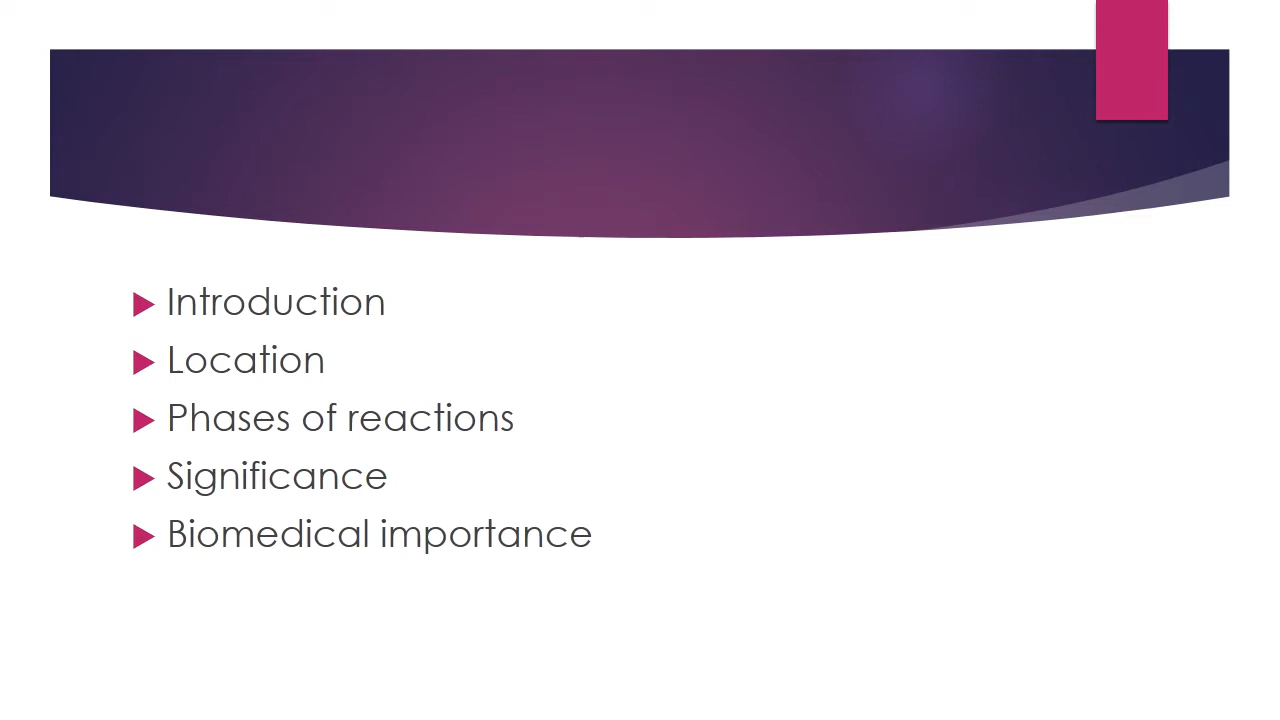 Introduction
Location
Phases of reactions
Significance
Biomedical importance